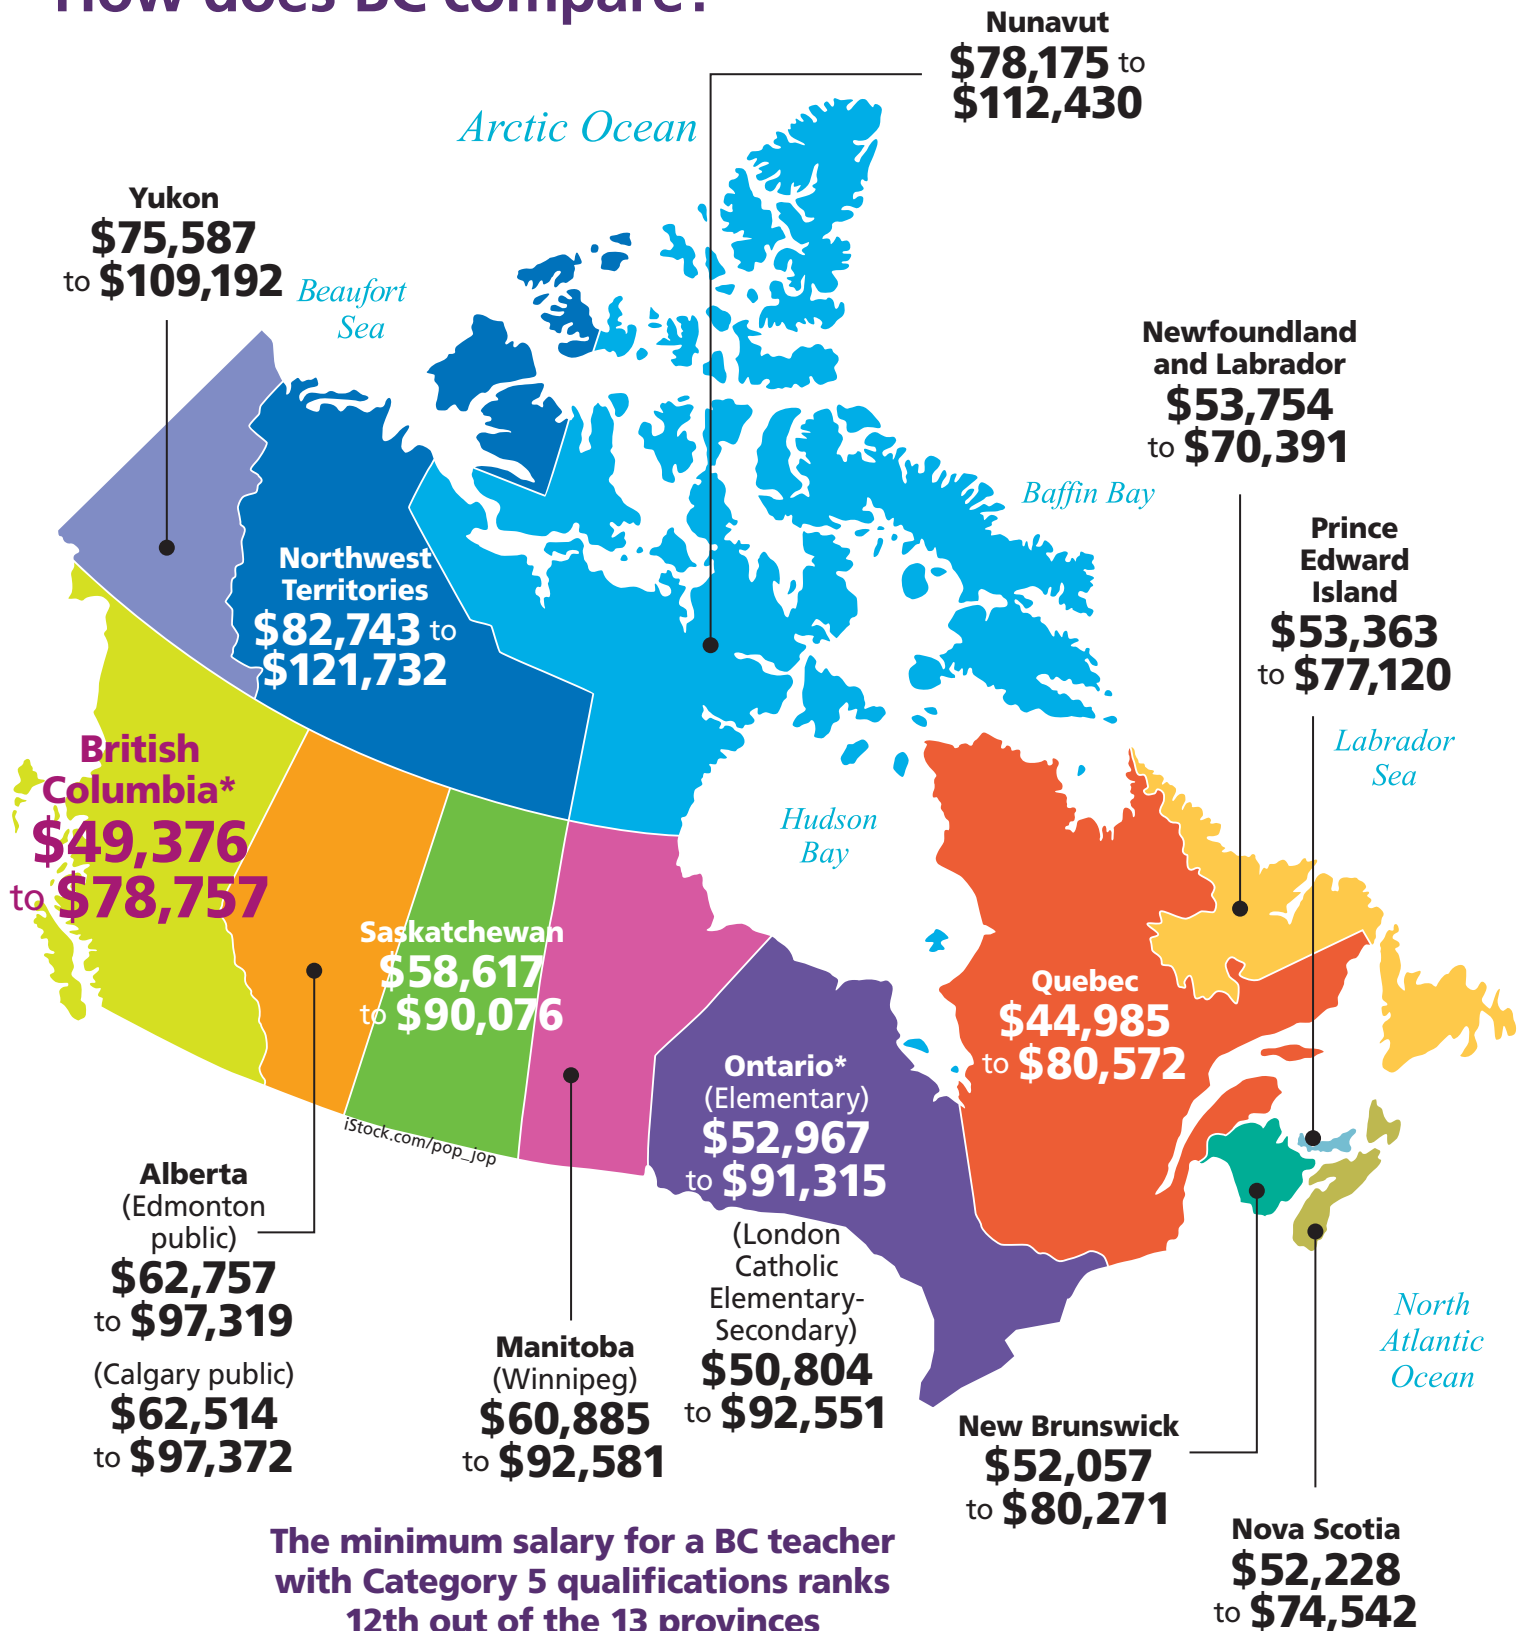 How does BC compare?
Nunavut
$78,175 to
$112,430
Arctic Ocean
Yukon
$75,587
to $109,192
Beaufort
Sea
Newfoundland
and Labrador
$53,754
to $70,391
Baffin Bay
Prince
Edward
Island
$53,363
to $77,120
Northwest
Territories
$82,743 to
$121,732
Labrador
Sea
British
Columbia*
$49,376
to $78,757
Hudson
Bay
Saskatchewan
$58,617
to $90,076
Quebec
$44,985
to $80,572
Ontario*
(Elementary)
$52,967
to $91,315
(London
Catholic
Elementary-
Secondary)
$50,804
to $92,551
iStock.com/pop_jop
Alberta
(Edmonton
public)
$62,757
to $97,319
(Calgary public)
$62,514
to $97,372
Manitoba
(Winnipeg)
$60,885
to $92,581
North
Atlantic
Ocean
New Brunswick
$52,057
to $80,271
Nova Scotia
$52,228
to $74,542
The minimum salary for a BC teacher
with Category 5 qualifications ranks
12th out of the 13 provinces